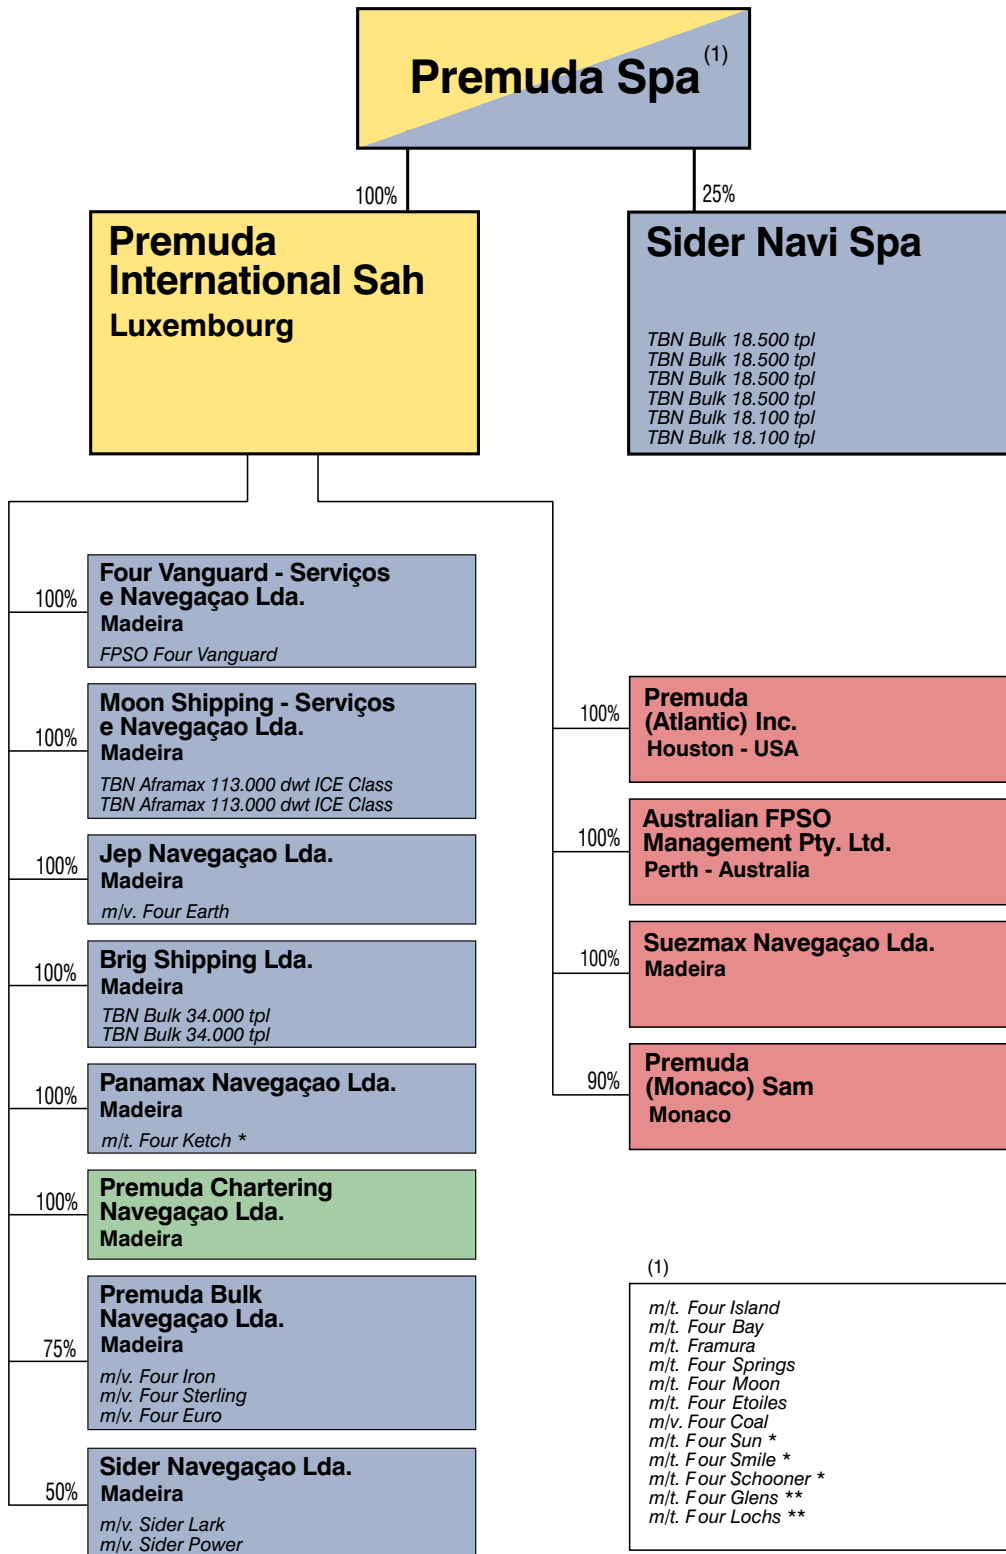 Premuda Spa (1)
100%
25%
Premuda
International Sah
Luxembourg
Sider Navi Spa
TBN Bulk 18.500 tpl
TBN Bulk 18.500 tpl
TBN Bulk 18.500 tpl
TBN Bulk 18.500 tpl
TBN Bulk 18.100 tpl
TBN Bulk 18.100 tpl
100%
Four Vanguard - Serviços
e Navegaçao Lda.
Madeira
FPSO Four Vanguard
100%
Moon Shipping - Serviços
e Navegaçao Lda.
Madeira
TBN Aframax 113.000 dwt ICE Class
TBN Aframax 113.000 dwt ICE Class
100%
Jep Navegaçao Lda.
Madeira
m/v. Four Earth
100%
Brig Shipping Lda.
Madeira
TBN Bulk 34.000 tpl
TBN Bulk 34.000 tpl
100%
Panamax Navegaçao Lda.
Madeira
m/t. Four Ketch *
100%
Premuda Chartering
Navegaçao Lda.
Madeira
75%
Premuda Bulk
Navegaçao Lda.
Madeira
m/v. Four Iron
m/v. Four Sterling
m/v. Four Euro
50%
Sider Navegaçao Lda.
Madeira
m/v. Sider Lark
m/v. Sider Power
100%
Premuda
(Atlantic) Inc.
Houston - USA
100%
Australian FPSO
Management Pty. Ltd.
Perth - Australia
100%
Suezmax Navegaçao Lda.
Madeira
90%
Premuda
(Monaco) Sam
Monaco
(1)
m/t. Four Island
m/t. Four Bay
m/t. Framura
m/t. Four Springs
m/t. Four Moon
m/t. Four Etoiles
m/v. Four Coal
m/t. Four Sun *
m/t. Four Smile *
m/t. Four Schooner *
m/t. Four Glens **
m/t. Four Lochs **